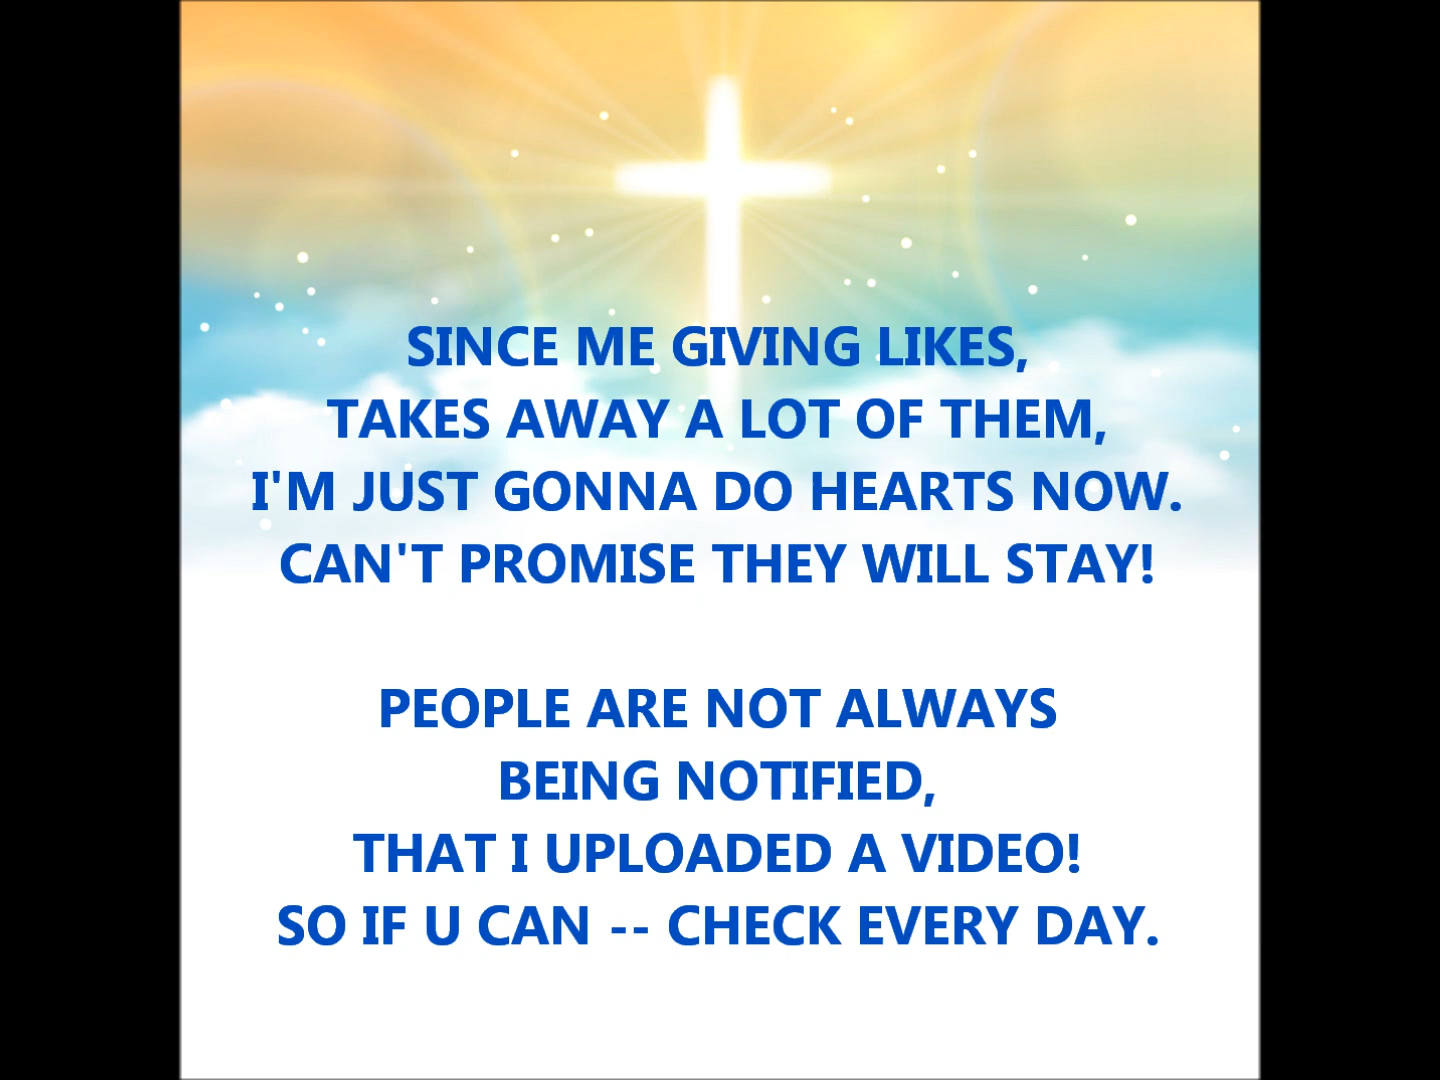 SINCE ME GIVING LIKES,
TAKES AWAY A LOT OF THEM,
I'M JUST GONNA DO HEARTS NOW.
CAN'T PROMISE THEY WILL STAY!
PEOPLE ARE NOT ALWAYS
BEING NOTIFIED,
THAT I UPLOADED A VIDEO!
SO IF U CAN -- CHECK EVERY DAY.